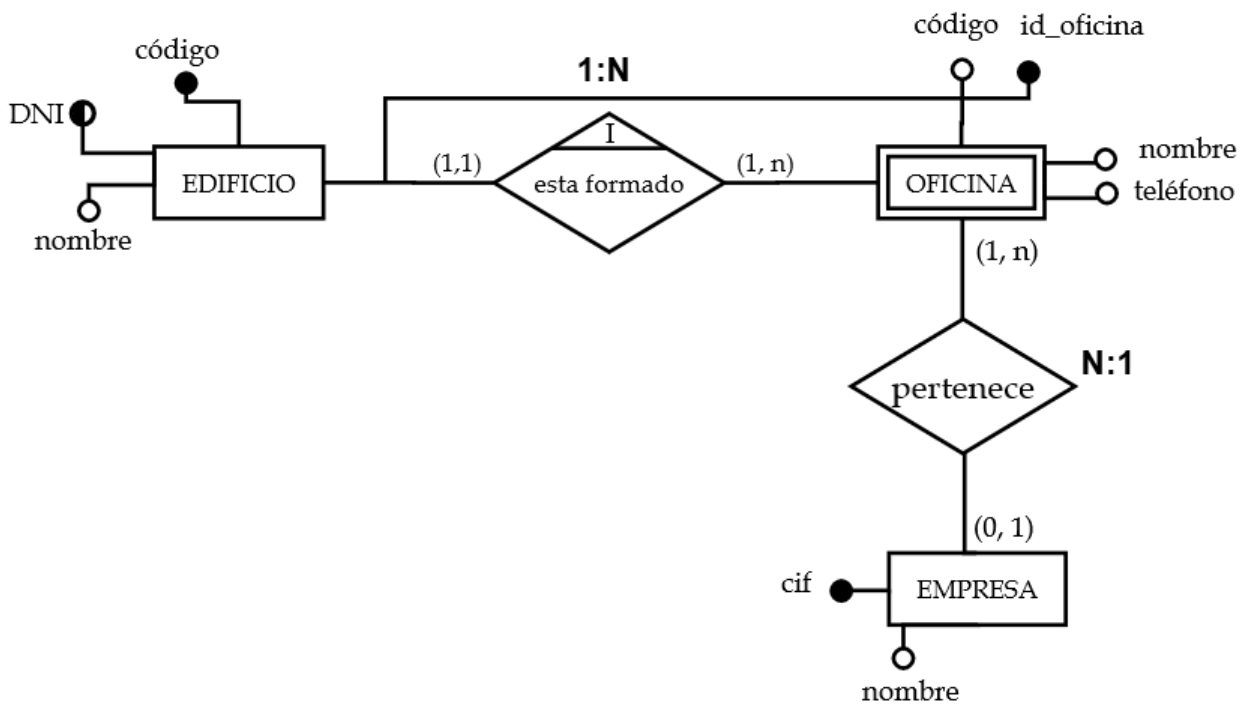 código id_oficina
código
1:N
DNI
I
nombre
(1,1)
(1, n)
EDIFICIO
esta formado
OFICINA
teléfono
nombre
(1, n)
pertenece
N:1
(0, 1)
cif
EMPRESA
nombre